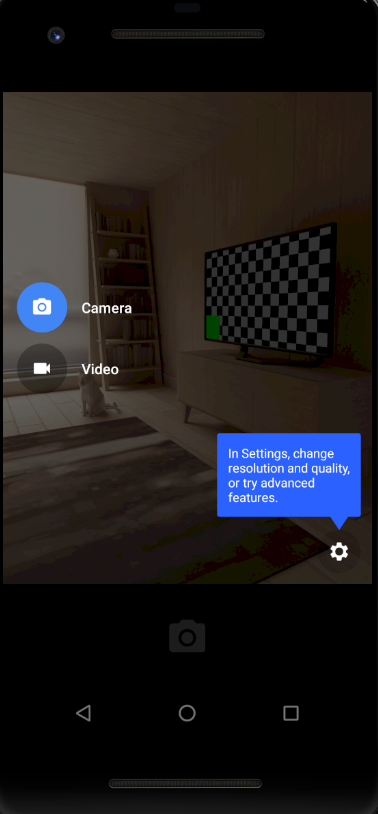 Camera
Video
In Settings, change
resolution and quality,
or try advanced
features.